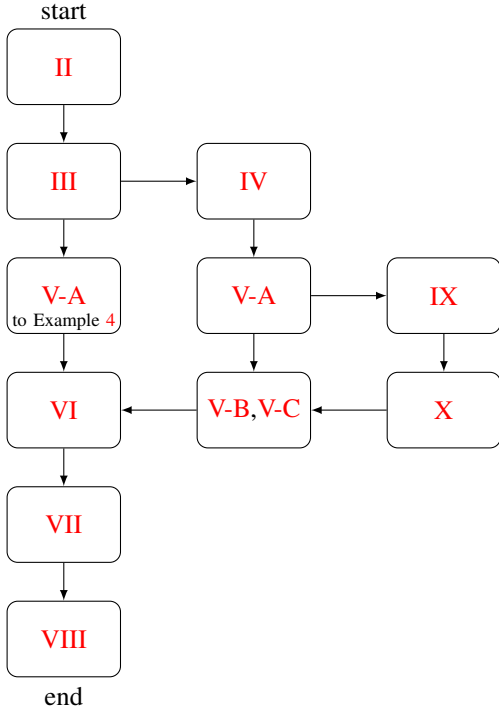 start
II
III
IV
V-A
to Example 4
V-A
IX
VI
V-B,V-C
X
VII
VIII
end